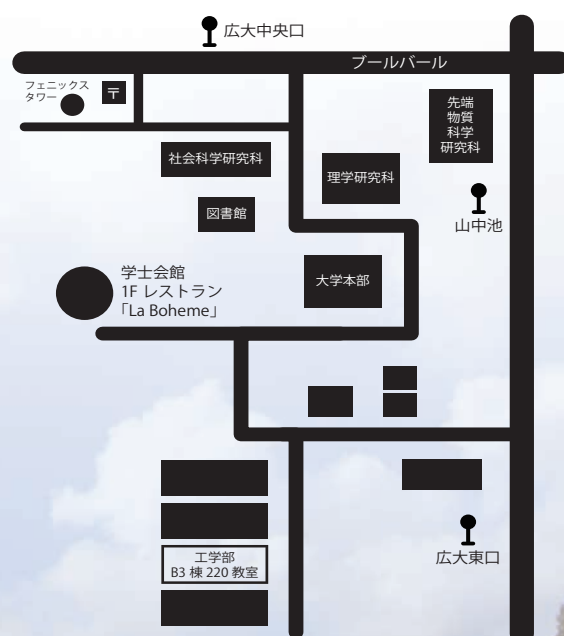 広大中央口
ブールバール
フェニックス
タワー
〒
先端
物質
科学
研究科
社会科学研究科
理学研究科
図書館
山中池
学士会館
1F レストラン
「La Boheme」
大学本部
広大東口
工学部
B3 棟 220 教室